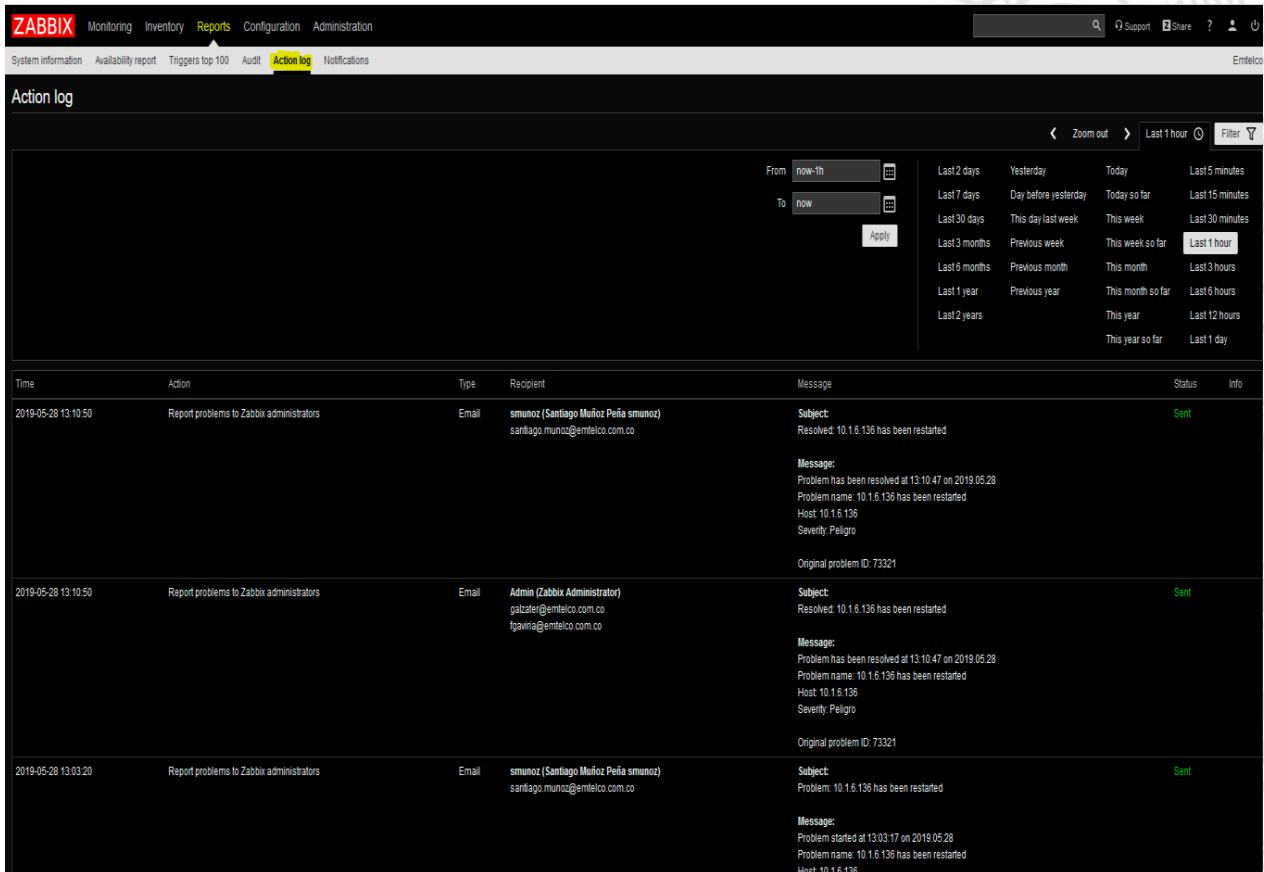 ZABBIX Monitoring Inventory Reports Configuration Administration Support Z Share ?
System information Availability report Triggers top 100 Audit Action log Notifications Emtelco
Action log
Zoom out Last 1 hour Filter
From now-1h Last 2 days Yesterday Today Last 5 minutes
To now Last 7 days Day before yesterday Today so far Last 15 minutes
Last 30 days This day last week This week Last 30 minutes
Apply Last 3 months Previous week This week so far Last 1 hour
Last 6 months Previous month This month Last 3 hours
Last 1 year Previous year This month so far Last 6 hours
Last 2 years This year Last 12 hours
This year so far Last 1 day
Time Action Type Recipient Message Status Info
2019-05-28 13:10:50 Report problems to Zabbix administrators Email smunoz (Santiago Muñoz Peña smunoz) Subject: Sent
santiago.munoz@emtelco.com.co Resolved: 10.1.6.136 has been restarted
Message:
Problem has been resolved at 13:10:47 on 2019.05.28
Problem name: 10.1.6.136 has been restarted
Host: 10.1.6.136
Severity: Peligro
Original problem ID: 73321
2019-05-28 13:10:50 Report problems to Zabbix administrators Email Admin (Zabbix Administrator) Subject: Sent
galzater@emtelco.com.co Resolved: 10.1.6.136 has been restarted
fgaviria@emtelco.com.co
Message:
Problem has been resolved at 13:10:47 on 2019.05.28
Problem name: 10.1.6.136 has been restarted
Host: 10.1.6.136
Severity: Peligro
Original problem ID: 73321
2019-05-28 13:03:20 Report problems to Zabbix administrators Email smunoz (Santiago Muñoz Peña smunoz) Subject: Sent
santiago.munoz@emtelco.com.co Problem: 10.1.6.136 has been restarted
Message:
Problem started at 13:03:17 on 2019.05.28
Problem name: 10.1.6.136 has been restarted
Host: 10.1.6.136